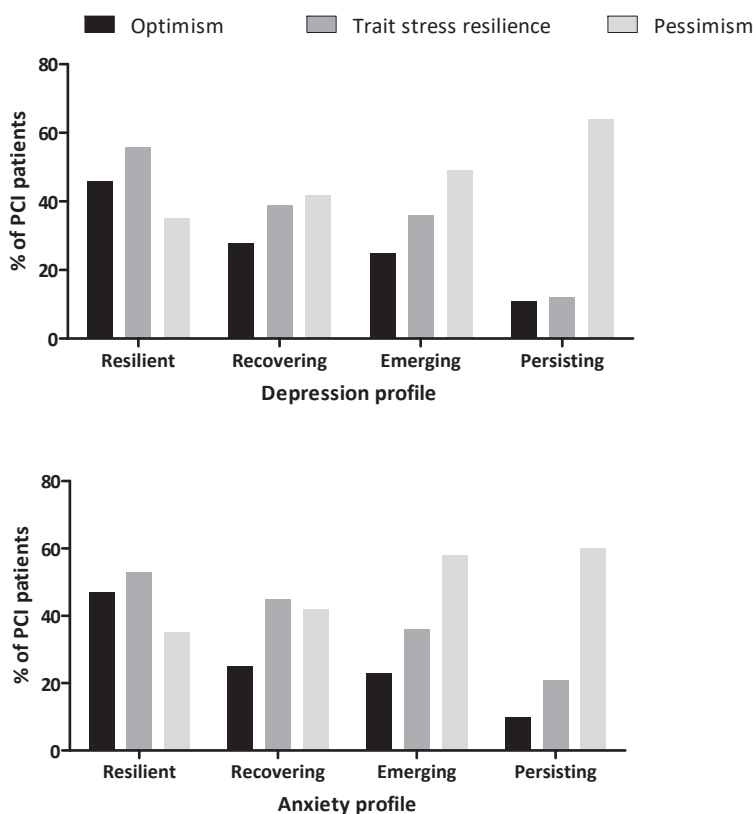 Optimism Trait stress resilience Pessimism
80
60
40
20
0
% of PCI patients
Resilient Recovering Emerging Persisting
Depression profile
80
60
40
20
0
% of PCI patients
Resilient Recovering Emerging Persisting
Anxiety profile